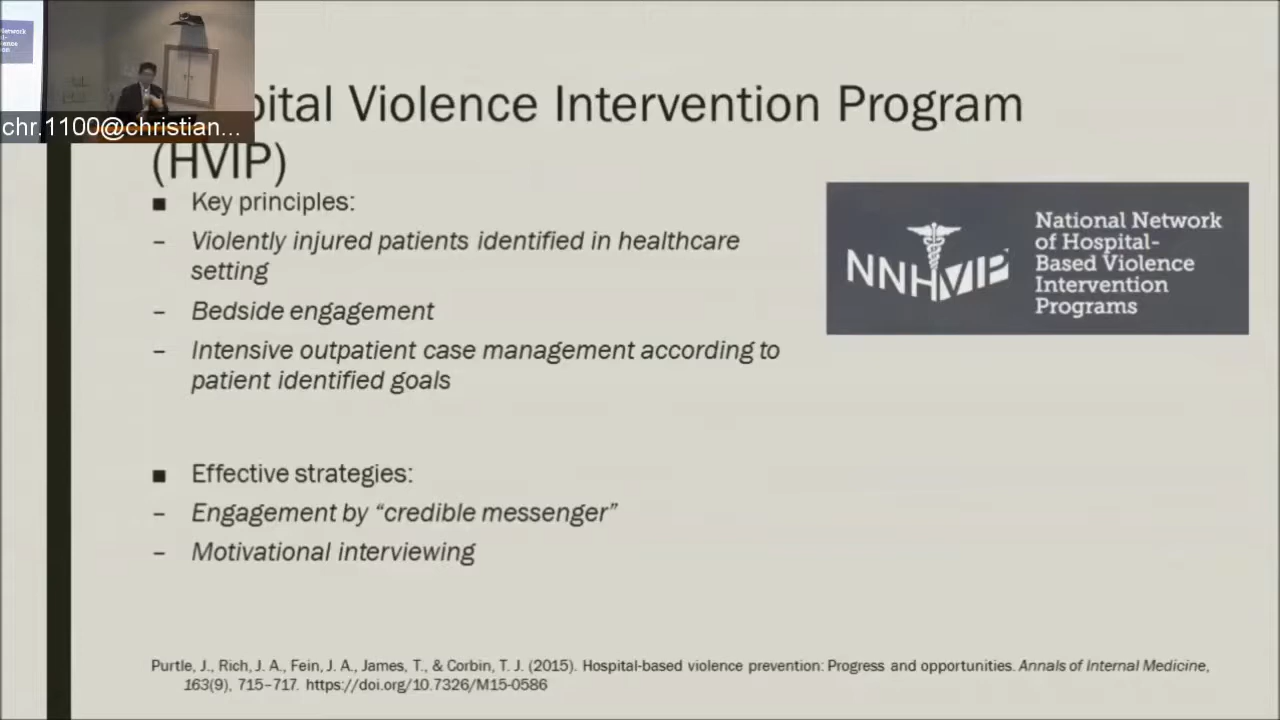 chr.1100@christian...
pital Violence Intervention Program
(HVIP)
■ Key principles:
– Violently injured patients identified in healthcare
setting
– Bedside engagement
– Intensive outpatient case management according to
patient identified goals
■ Effective strategies:
– Engagement by “credible messenger”
– Motivational interviewing
NNHVIP
National Network
of Hospital-
Based Violence
Intervention
Programs
Purtle, J., Rich, J. A., Fein, J. A., James, T., & Corbin, T. J. (2015). Hospital-based violence prevention: Progress and opportunities. Annals of Internal Medicine,
163(9), 715–717. https://doi.org/10.7326/M15-0586